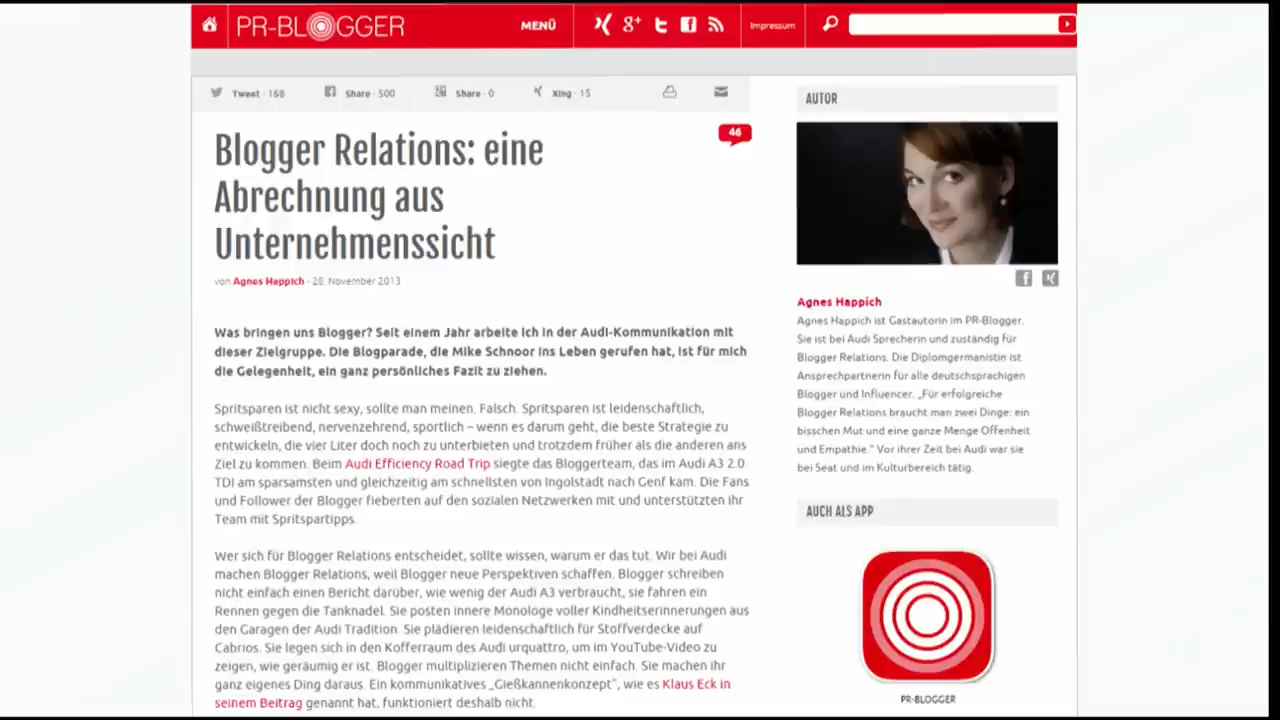 PR-BLOGGER
MENÜ
Impressum
Tweet · 168
Share · 500
Share · 0
Xing · 15
Blogger Relations: eine
Abrechnung aus
Unternehmenssicht
46
von Agnes Happich · 28. November 2013
Was bringen uns Blogger? Seit einem Jahr arbeite ich in der Audi-Kommunikation mit
dieser Zielgruppe. Die Blogparade, die Mike Schnoor ins Leben gerufen hat, ist für mich
die Gelegenheit, ein ganz persönliches Fazit zu ziehen.
Spritsparen ist nicht sexy, sollte man meinen. Falsch. Spritsparen ist leidenschaftlich,
schweißtreibend, nervenzehrend, sportlich – wenn es darum geht, die beste Strategie zu
entwickeln, die vier Liter doch noch zu unterbieten und trotzdem früher als die anderen ans
Ziel zu kommen. Beim Audi Efficiency Road Trip siegte das Bloggerteam, das im Audi A3 2.0
TDI am sparsamsten und gleichzeitig am schnellsten von Ingolstadt nach Genf kam. Die Fans
und Follower der Blogger fieberten auf den sozialen Netzwerken mit und unterstützten ihr
Team mit Spritspartipps.
Wer sich für Blogger Relations entscheidet, sollte wissen, warum er das tut. Wir bei Audi
machen Blogger Relations, weil Blogger neue Perspektiven schaffen. Blogger schreiben
nicht einfach einen Bericht darüber, wie wenig der Audi A3 verbraucht, sie fahren ein
Rennen gegen die Tanknadel. Sie posten innere Monologe voller Kindheitserinnerungen aus
den Garagen der Audi Tradition. Sie plädieren leidenschaftlich für Stoffverdecke auf
Cabrios. Sie legen sich in den Kofferraum des Audi urquattro, um im YouTube-Video zu
zeigen, wie geräumig er ist. Blogger multiplizieren Themen nicht einfach. Sie machen ihr
ganz eigenes Ding daraus. Ein kommunikatives „Gießkannenkonzept“, wie es Klaus Eck in
seinem Beitrag genannt hat, funktioniert deshalb nicht.
AUTOR
Agnes Happich
Agnes Happich ist Gastautorin im PR-Blogger.
Sie ist bei Audi Sprecherin und zuständig für
Blogger Relations. Die Diplomgermanistin ist
Ansprechpartnerin für alle deutschsprachigen
Blogger und Influencer. „Für erfolgreiche
Blogger Relations braucht man zwei Dinge: ein
bisschen Mut und eine ganze Menge Offenheit
und Empathie.“ Vor ihrer Zeit bei Audi war sie
bei Seat und im Kulturbereich tätig.
AUCH ALS APP
PR-BLOGGER